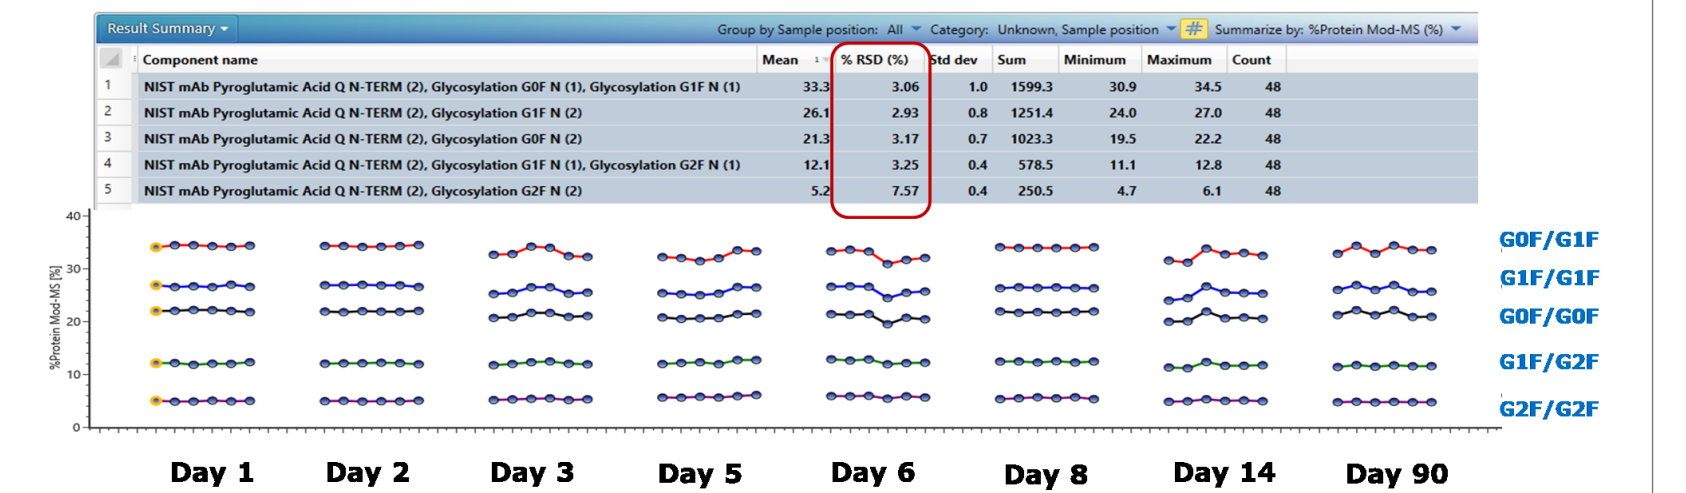 Result Summary
Group by Sample position: All Category: Unknown, Sample position # Summarize by: %Protein Mod-MS (%)
Component name Mean 1 % RSD (%) Std dev Sum Minimum Maximum Count
1 NIST mAb Pyroglutamic Acid Q N-TERM (2), Glycosylation G0F N (1), Glycosylation G1F N (1) 33.3 3.06 1.0 1599.3 30.9 34.5 48
2 NIST mAb Pyroglutamic Acid Q N-TERM (2), Glycosylation G1F N (2) 26.1 2.93 0.8 1251.4 24.0 27.0 48
3 NIST mAb Pyroglutamic Acid Q N-TERM (2), Glycosylation G0F N (2) 21.3 3.17 0.7 1023.3 19.5 22.2 48
4 NIST mAb Pyroglutamic Acid Q N-TERM (2), Glycosylation G1F N (1), Glycosylation G2F N (1) 12.1 3.25 0.4 578.5 11.1 12.8 48
5 NIST mAb Pyroglutamic Acid Q N-TERM (2), Glycosylation G2F N (2) 5.2 7.57 0.4 250.5 4.7 6.1 48
%Protein Mod-MS [%]
40
30
20
10
0
G0F/G1F
G1F/G1F
G0F/G0F
G1F/G2F
G2F/G2F
Day 1 Day 2 Day 3 Day 5 Day 6 Day 8 Day 14 Day 90